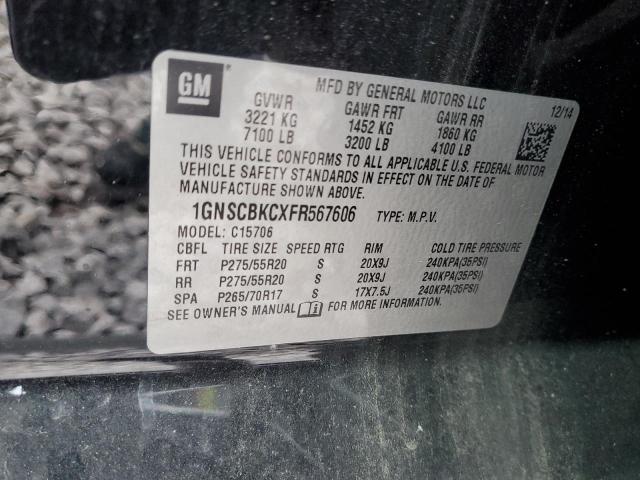 GM
MFD BY GENERAL MOTORS LLC
12/14
GVWR GAWR FRT GAWR RR
3221 KG 1452 KG 1860 KG
7100 LB 3200 LB 4100 LB
THIS VEHICLE CONFORMS TO ALL APPLICABLE U.S. FEDERAL MOTOR
VEHICLE SAFETY STANDARDS IN EFFECT ON THE DATE OF
MANUFACTURE SHOWN ABOVE.
1GNSCBKCXFR567606 TYPE: M.P.V.
MODEL: C15706
CBFL TIRE SIZE SPEED RTG RIM COLD TIRE PRESSURE
FRT P275/55R20 S 20X9J 240KPA(35PSI)
RR P275/55R20 S 20X9J 240KPA(35PSI)
SPA P265/70R17 S 17X7.5J 240KPA(35PSI)
SEE OWNER'S MANUAL FOR MORE INFORMATION.